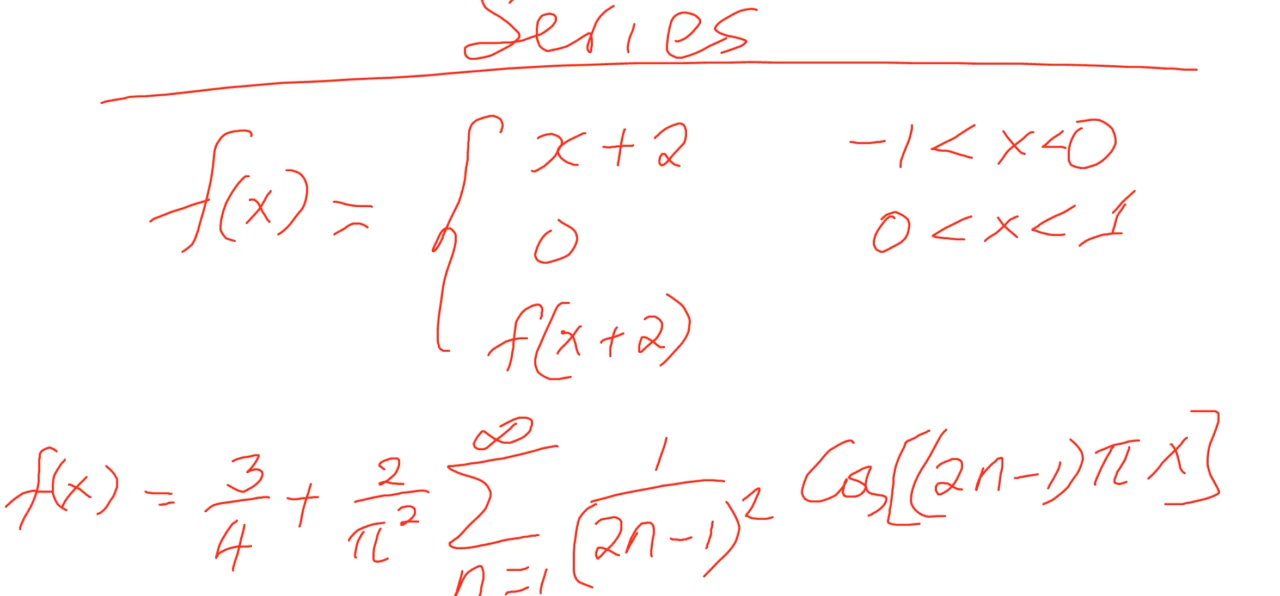 Series
f(x) = { x + 2 -1 < x < 0
0 0 < x < 1
f(x + 2)
f(x) = 3/4 + 2/π² ∑_{n=1}^{∞} 1/(2n-1)² Cos[(2n-1)πx]